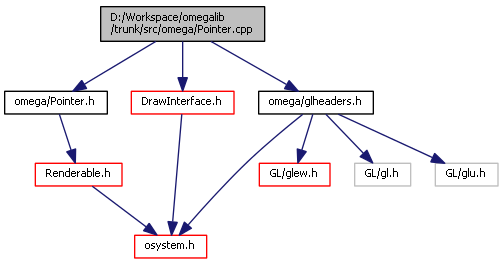 D:/Workspace/omegalib
/trunk/src/omega/Pointer.cpp
omega/Pointer.h
DrawInterface.h
omega/glheaders.h
Renderable.h
GL/glew.h
GL/gl.h
GL/glu.h
osystem.h